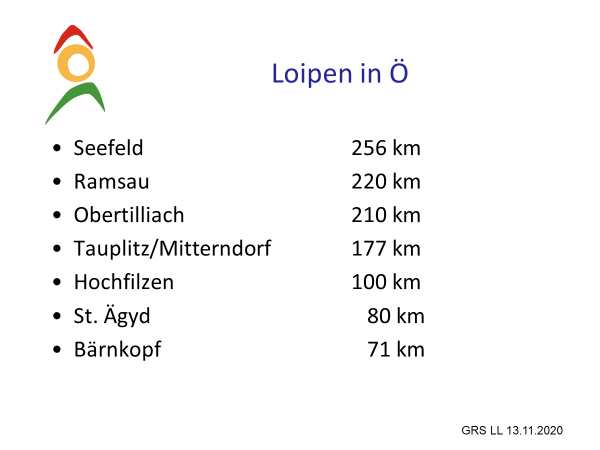 Loipen in Ö
• Seefeld 256 km
• Ramsau 220 km
• Obertilliach 210 km
• Tauplitz/Mitterndorf 177 km
• Hochfilzen 100 km
• St. Ägyd 80 km
• Bärnkopf 71 km
GRS LL 13.11.2020